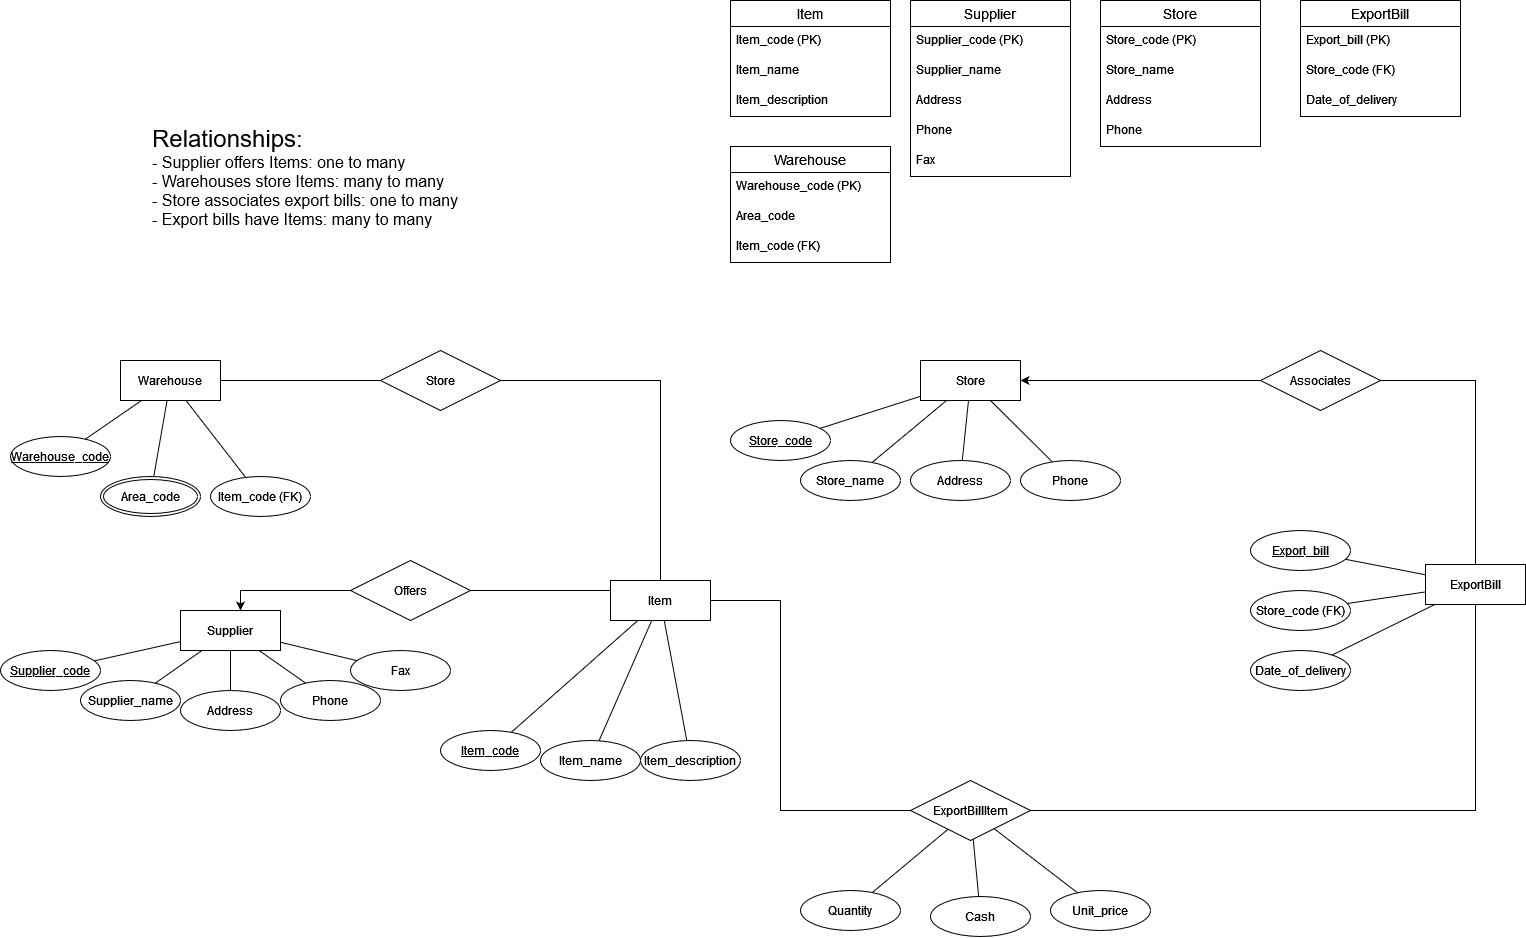 Item
Item_code (PK)
Item_name
Item_description
Supplier
Supplier_code (PK)
Supplier_name
Address
Phone
Fax
Store
Store_code (PK)
Store_name
Address
Phone
ExportBill
Export_bill (PK)
Store_code (FK)
Date_of_delivery
Relationships:
- Supplier offers Items: one to many
- Warehouses store Items: many to many
- Store associates export bills: one to many
- Export bills have Items: many to many
Warehouse
Warehouse_code (PK)
Area_code
Item_code (FK)
Warehouse
Store
Warehouse_code
Area_code
Item_code (FK)
Store
Associates
Store_code
Store_name
Address
Phone
Offers
Item
Supplier
Supplier_code
Supplier_name
Address
Phone
Fax
Item_code
Item_name
Item_description
Export_bill
ExportBill
Store_code (FK)
Date_of_delivery
ExportBillItem
Quantity
Cash
Unit_price